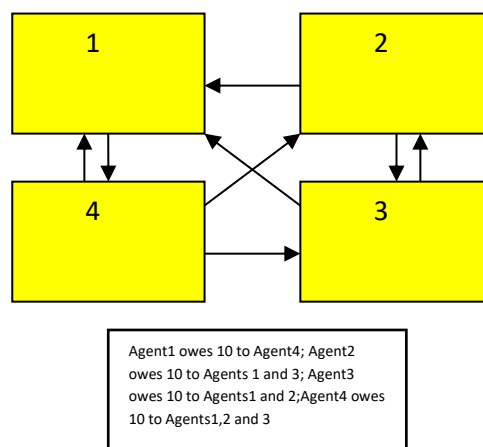 1
2
4
3
Agent1 owes 10 to Agent4; Agent2
owes 10 to Agents 1 and 3; Agent3
owes 10 to Agents1 and 2;Agent4 owes
10 to Agents1,2 and 3